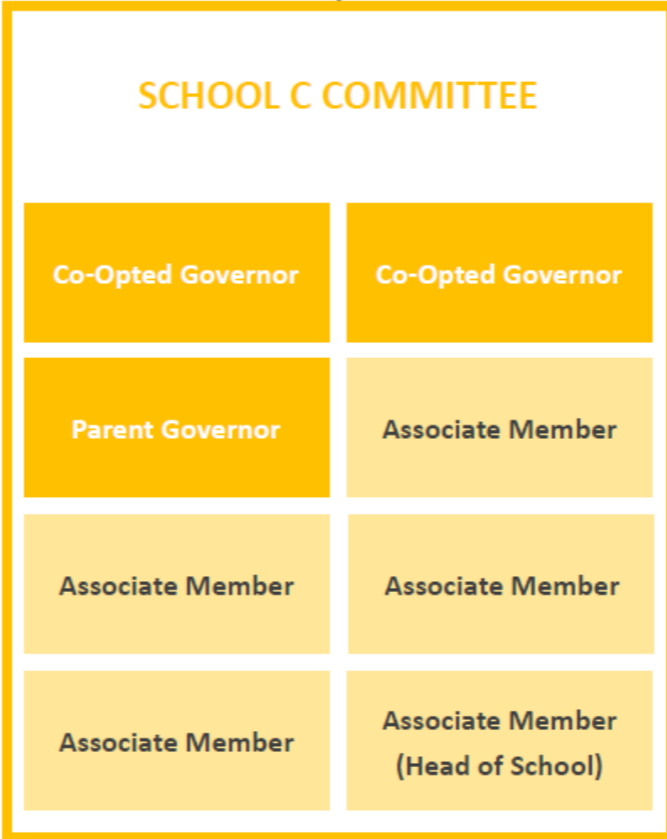 SCHOOL C COMMITTEE
Co-Opted Governor
Co-Opted Governor
Parent Governor
Associate Member
Associate Member
Associate Member
Associate Member
Associate Member
(Head of School)